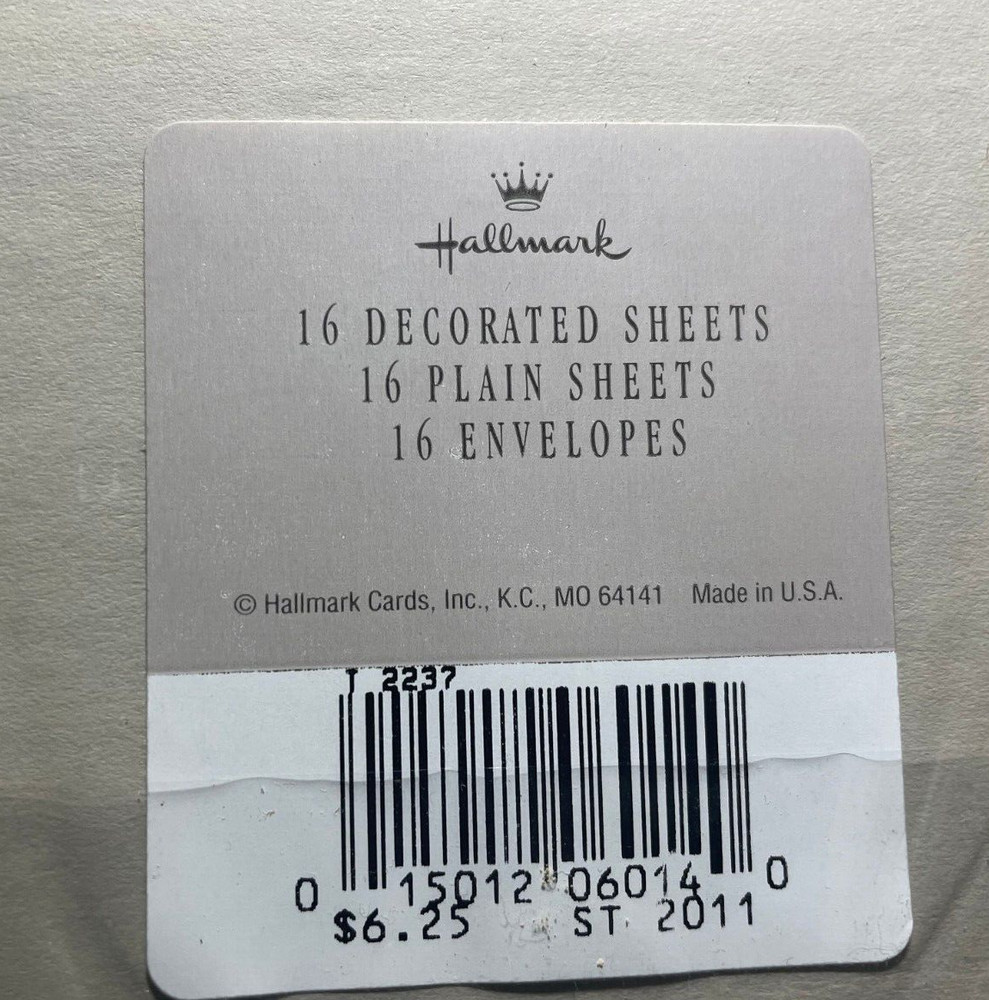 Hallmark
16 DECORATED SHEETS
16 PLAIN SHEETS
16 ENVELOPES
© Hallmark Cards, Inc., K.C., MO 64141 Made in U.S.A.
T 2237
0 15012 06014 0
$6.25 ST 2011